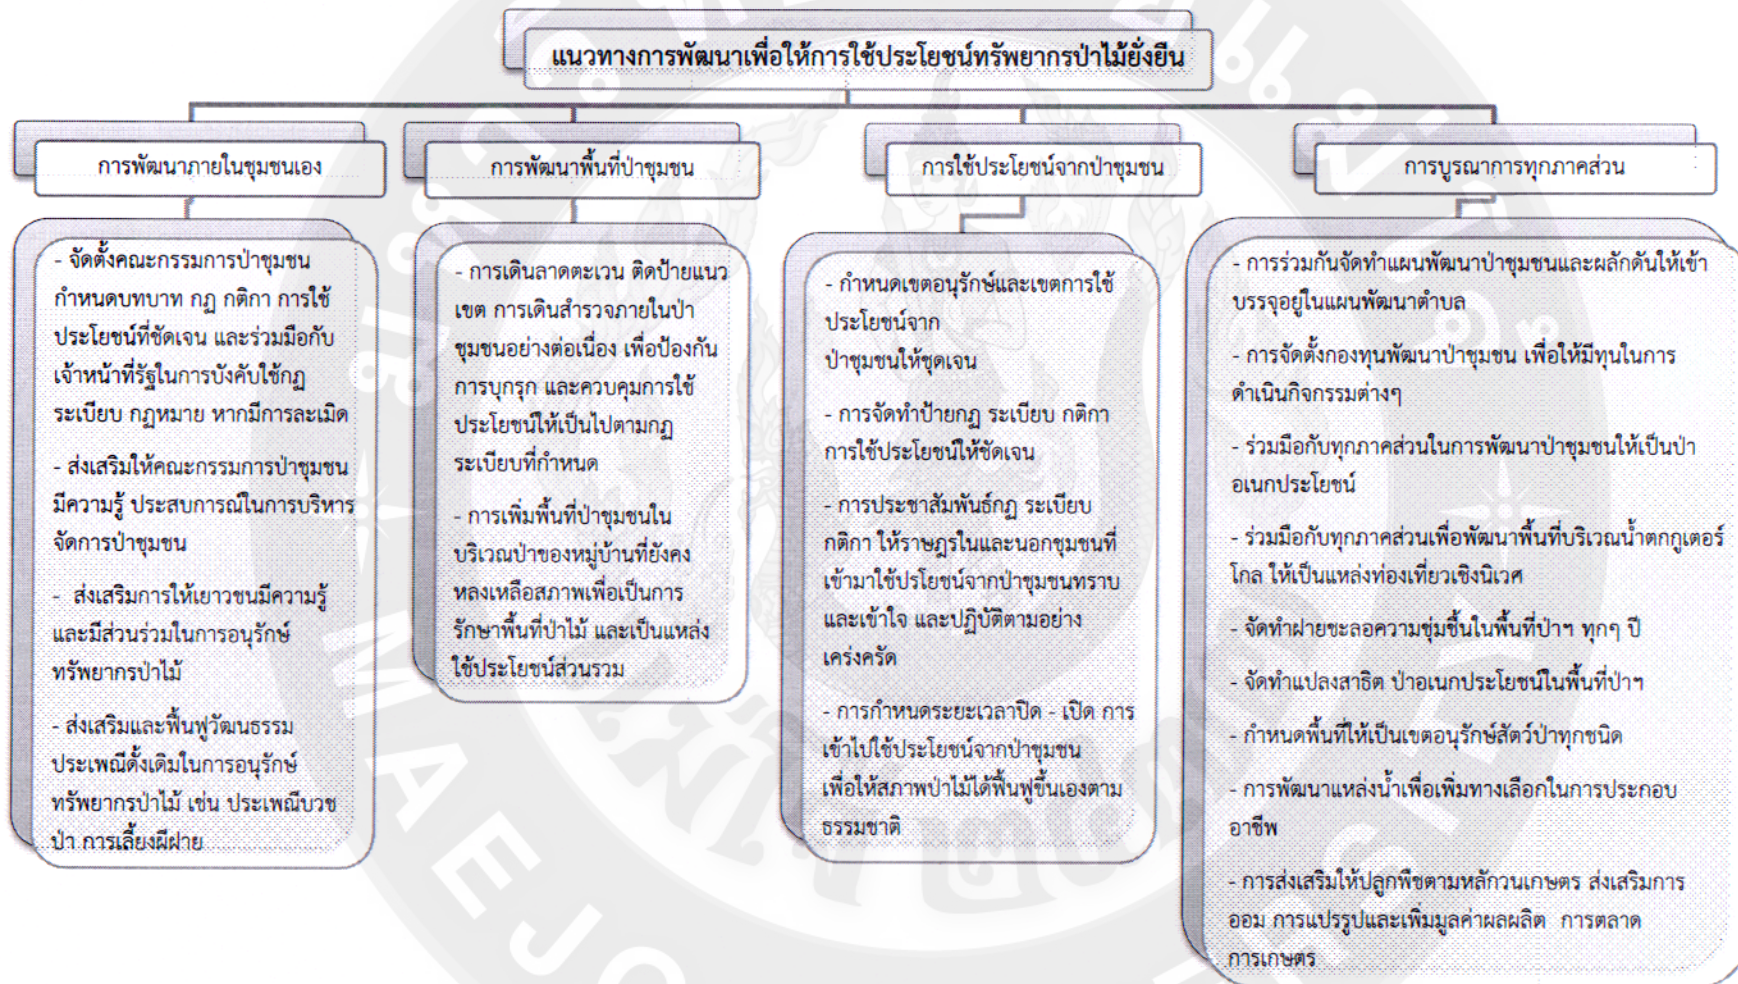 แนวทางการพัฒนาเพื่อให้การใช้ประโยชน์ทรัพยากรป่าไม้ยั่งยืน
การพัฒนาภายในชุมชนเอง
- จัดตั้งคณะกรรมการป่าชุมชน
กำหนดบทบาท กฎ กติกา การใช้
ประโยชน์ที่ชัดเจน และร่วมมือกับ
เจ้าหน้าที่รัฐในการบังคับใช้กฎ
ระเบียบ กฎหมาย หากมีการละเมิด
- ส่งเสริมให้คณะกรรมการป่าชุมชน
มีความรู้ ประสบการณ์ในการบริหาร
จัดการป่าชุมชน
- ส่งเสริมการให้เยาวชนมีความรู้
และมีส่วนร่วมในการอนุรักษ์
ทรัพยากรป่าไม้
- ส่งเสริมและฟื้นฟูวัฒนธรรม
ประเพณีดั้งเดิมในการอนุรักษ์
ทรัพยากรป่าไม้ เช่น ประเพณีบวช
ป่า การเลี้ยงผีฝาย
การพัฒนาพื้นที่ป่าชุมชน
- การเดินลาดตะเวน ติดป้ายแนว
เขต การเดินสำรวจภายในป่า
ชุมชนอย่างต่อเนื่อง เพื่อป้องกัน
การบุกรุก และควบคุมการใช้
ประโยชน์ให้เป็นไปตามกฎ
ระเบียบที่กำหนด
- การเพิ่มพื้นที่ป่าชุมชนใน
บริเวณป่าของหมู่บ้านที่ยังคง
หลงเหลือสภาพเพื่อเป็นการ
รักษาพื้นที่ป่าไม้ และเป็นแหล่ง
ใช้ประโยชน์ส่วนรวม
การใช้ประโยชน์จากป่าชุมชน
- กำหนดเขตอนุรักษ์และเขตการใช้
ประโยชน์จาก
ป่าชุมชนให้ชุดเจน
- การจัดทำป้ายกฎ ระเบียบ กติกา
การใช้ประโยชน์ให้ชัดเจน
- การประชาสัมพันธ์กฎ ระเบียบ
กติกา ให้ราษฎรในและนอกชุมชนที่
เข้ามาใช้ปรโยชน์จากป่าชุมชนทราบ
และเข้าใจ และปฏิบัติตามอย่าง
เคร่งครัด
- การกำหนดระยะเวลาปิด - เปิด การ
เข้าไปใช้ประโยชน์จากป่าชุมชน
เพื่อให้สภาพป่าไม้ได้ฟื้นฟูขึ้นเองตาม
ธรรมชาติ
การบูรณาการทุกภาคส่วน
- การร่วมกันจัดทำแผนพัฒนาป่าชุมชนและผลักดันให้เข้า
บรรจุอยู่ในแผนพัฒนาตำบล
- การจัดตั้งกองทุนพัฒนาป่าชุมชน เพื่อให้มีทุนในการ
ดำเนินกิจกรรมต่างๆ
- ร่วมมือกับทุกภาคส่วนในการพัฒนาป่าชุมชนให้เป็นป่า
อเนกประโยชน์
- ร่วมมือกับทุกภาคส่วนเพื่อพัฒนาพื้นที่บริเวณน้ำตกกูเตอร์
โกล ให้เป็นแหล่งท่องเที่ยวเชิงนิเวศ
- จัดทำฝายชะลอความชุ่มชื้นในพื้นที่ป่าฯ ทุกๆ ปี
- จัดทำแปลงสาธิต ป่าอเนกประโยชน์ในพื้นที่ป่าฯ
- กำหนดพื้นที่ให้เป็นเขตอนุรักษ์สัตว์ป่าทุกชนิด
- การพัฒนาแหล่งน้ำเพื่อเพิ่มทางเลือกในการประกอบ
อาชีพ
- การส่งเสริมให้ปลูกพืชตามหลักวนเกษตร ส่งเสริมการ
ออม การแปรรูปและเพิ่มมูลค่าผลผลิต การตลาด
การเกษตร